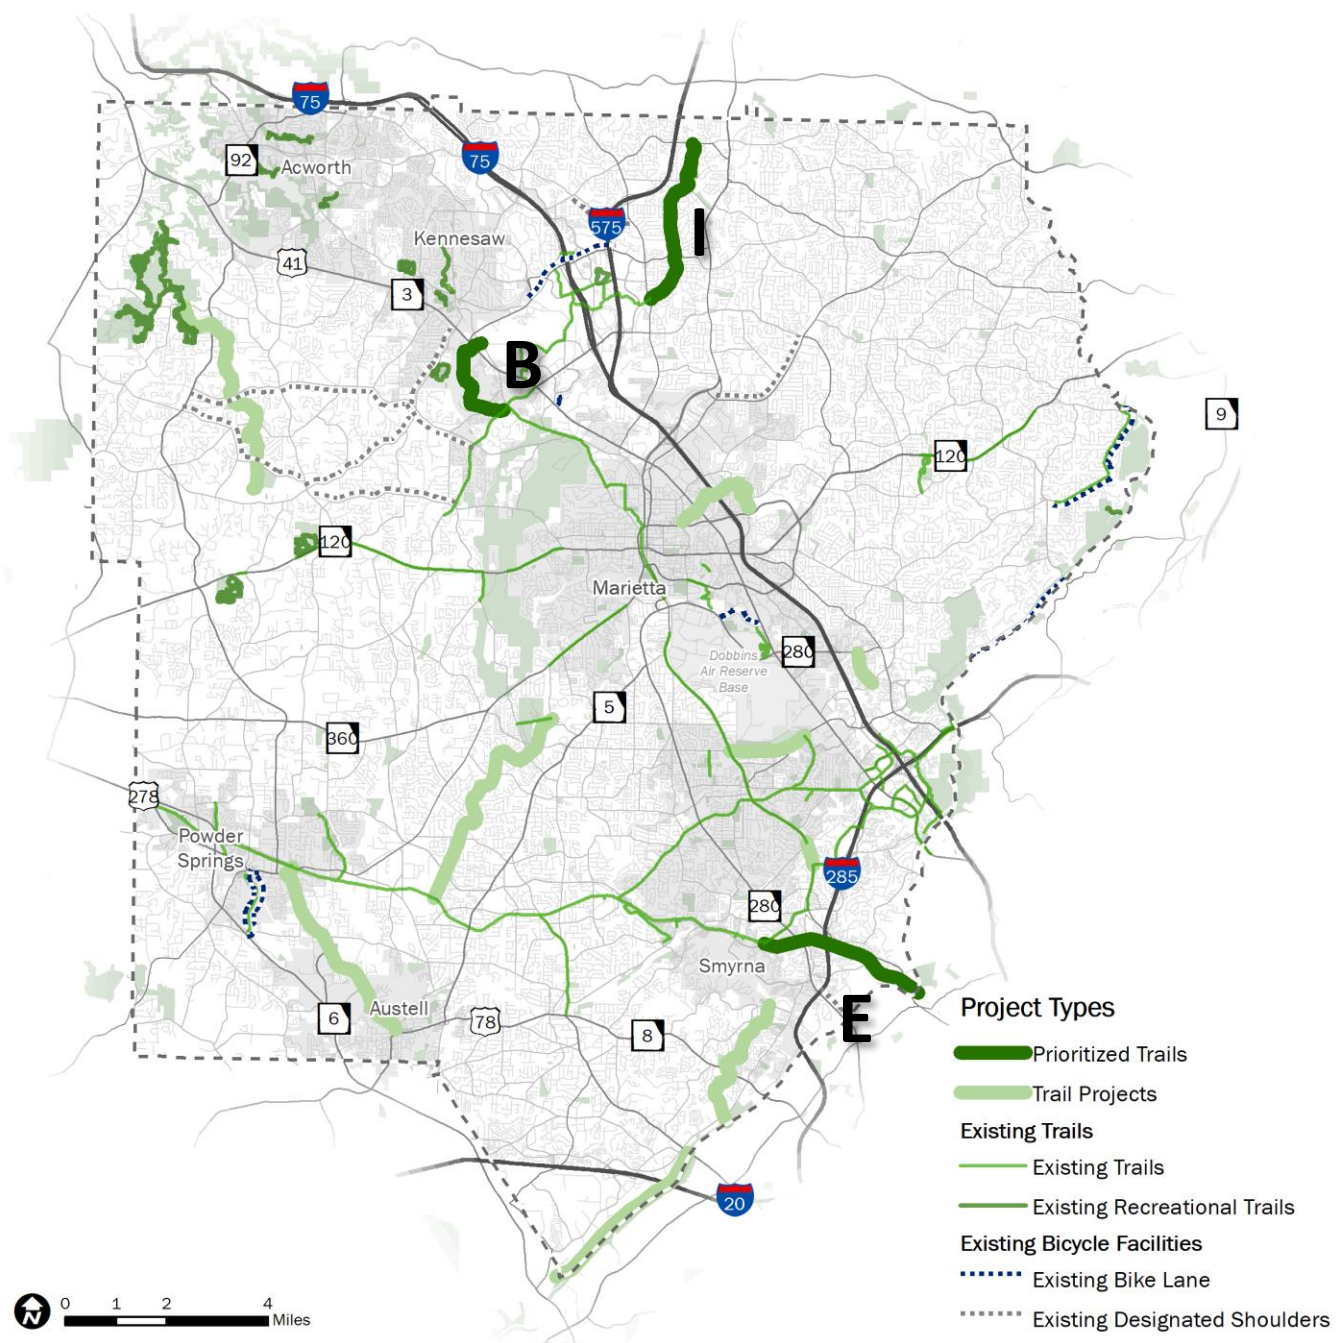 75
75
92
Acworth
575
I
Kennesaw
41
3
B
9
120
120
Marietta
280
Dobbins
Air Reserve
Base
5
360
278
Powder
Springs
285
280
Smyrna
E
Austell
6
78
8
20
Project Types
Prioritized Trails
Trail Projects
Existing Trails
Existing Trails
Existing Recreational Trails
Existing Bicycle Facilities
Existing Bike Lane
Existing Designated Shoulders
N
0 1 2 4
Miles